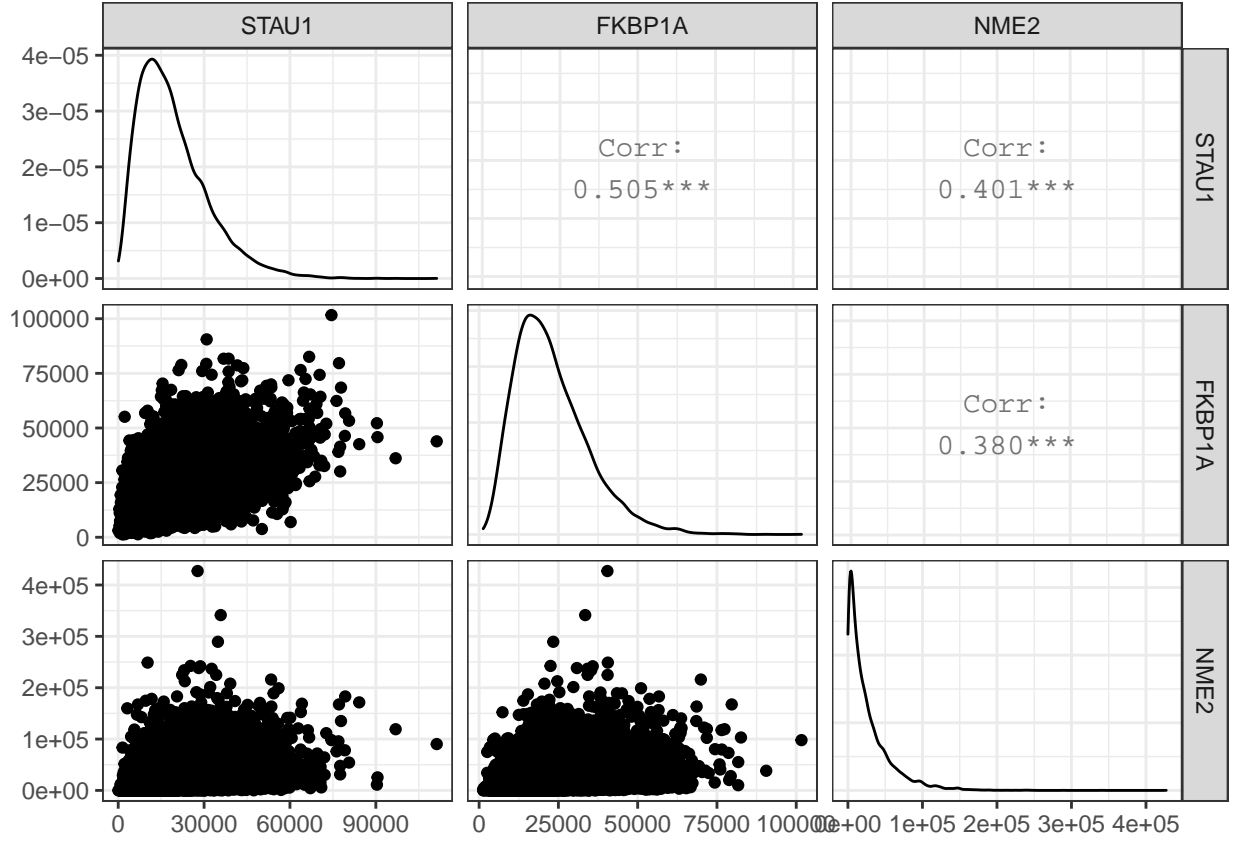 STAU1
FKBP1A
NME2
4e−05
3e−05
2e−05
1e−05
0e+00
Corr:
0.505***
Corr:
0.401***
STAU1
100000
75000
50000
25000
0
Corr:
0.380***
FKBP1A
4e+05
3e+05
2e+05
1e+05
0e+00
NME2
0 30000 60000 90000
0 25000 50000 75000 100000
0e+00 1e+05 2e+05 3e+05 4e+05